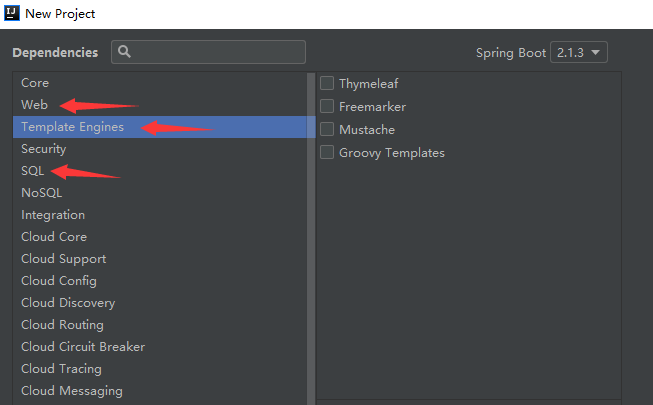 IJ New Project
Dependencies
Spring Boot 2.1.3
Core
Web
Template Engines
Security
SQL
NoSQL
Integration
Cloud Core
Cloud Support
Cloud Config
Cloud Discovery
Cloud Routing
Cloud Circuit Breaker
Cloud Tracing
Cloud Messaging
Thymeleaf
Freemarker
Mustache
Groovy Templates